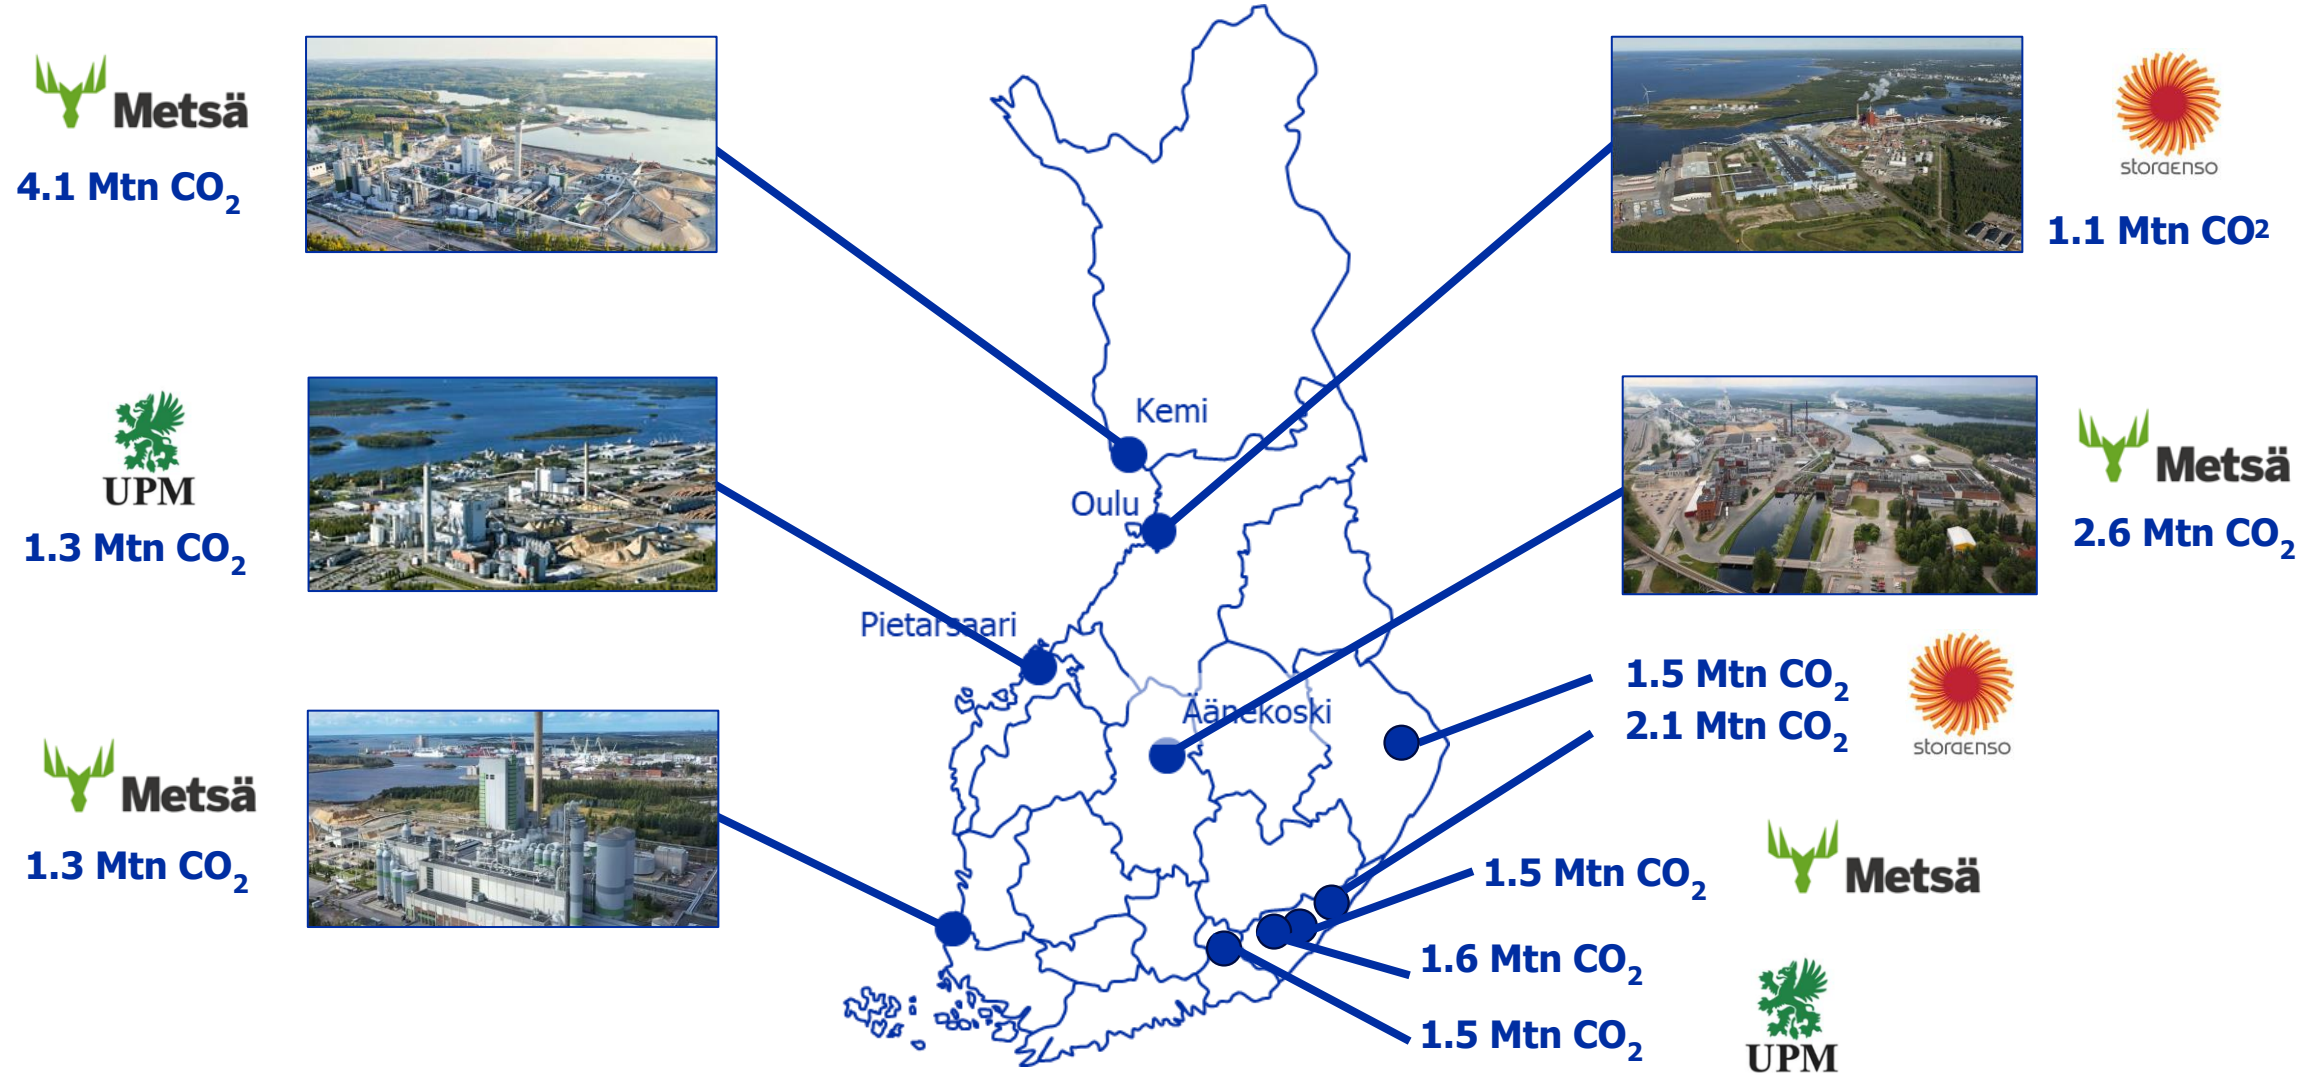 Metsä
4.1 Mtn CO₂
storaenso
1.1 Mtn CO²
Kemi
UPM
1.3 Mtn CO₂
Oulu
Metsä
2.6 Mtn CO₂
Pietarsaari
Äänekoski
1.5 Mtn CO₂
2.1 Mtn CO₂
storaenso
Metsä
1.3 Mtn CO₂
1.5 Mtn CO₂
Metsä
1.6 Mtn CO₂
1.5 Mtn CO₂
UPM